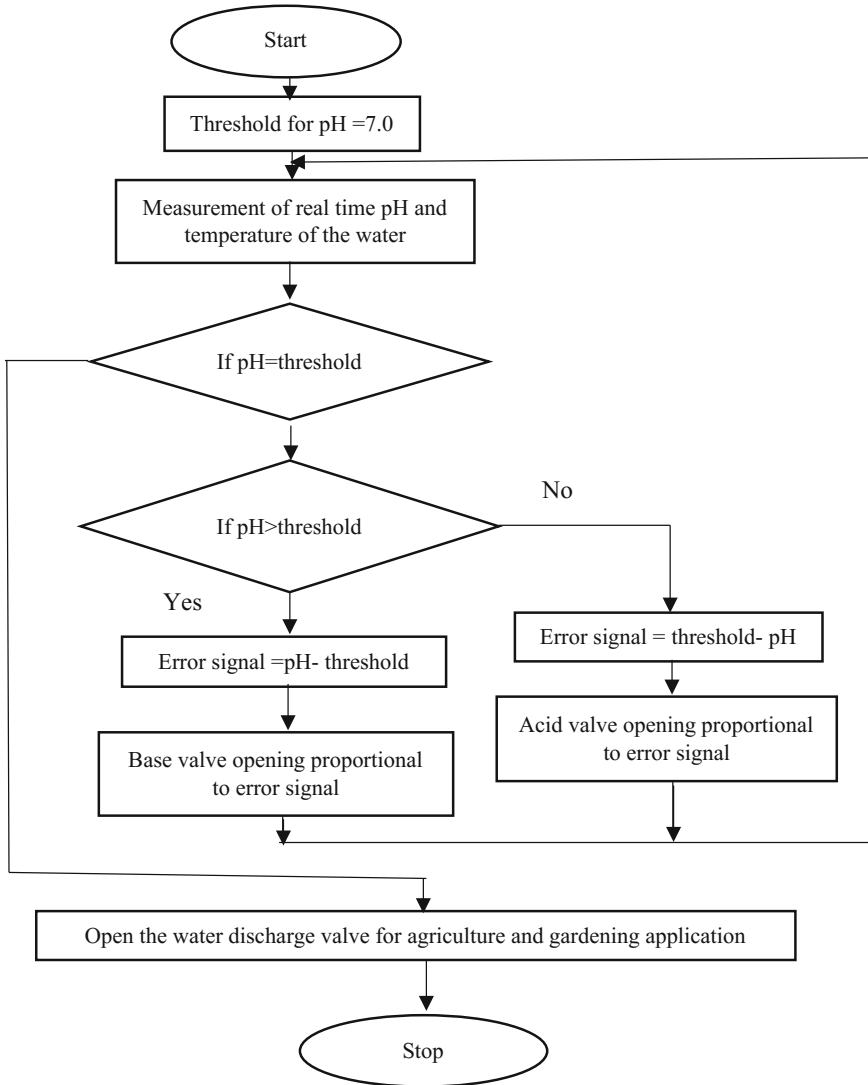 Start
Threshold for pH =7.0
Measurement of real time pH and
temperature of the water
If pH=threshold
If pH>threshold
No
Yes
Error signal =pH- threshold
Error signal = threshold- pH
Base valve opening proportional
to error signal
Acid valve opening proportional
to error signal
Open the water discharge valve for agriculture and gardening application
Stop